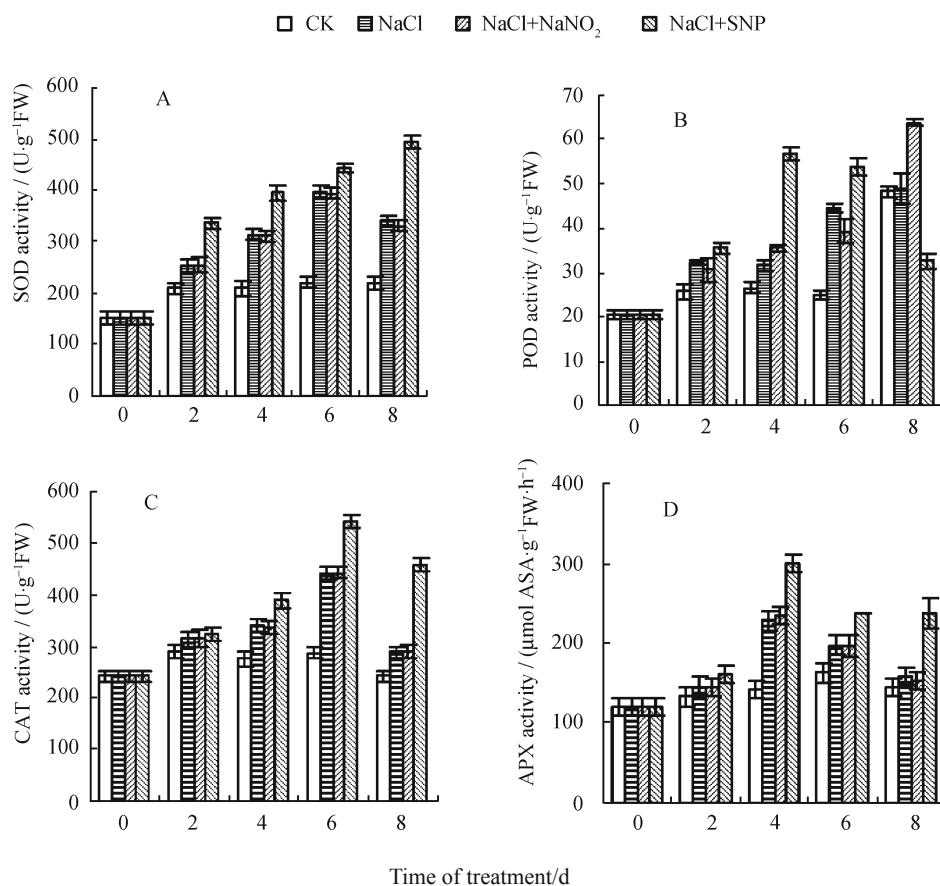 CK NaCl NaCl+NaNO₂ NaCl+SNP
A
SOD activity / (U·g⁻¹FW)
600
500
400
300
200
100
0
0 2 4 6 8
B
POD activity / (U·g⁻¹FW)
70
60
50
40
30
20
10
0
0 2 4 6 8
C
CAT activity / (U·g⁻¹FW)
600
500
400
300
200
100
0
0 2 4 6 8
D
APX activity / (μmol ASA·g⁻¹FW·h⁻¹)
400
300
200
100
0
0 2 4 6 8
Time of treatment/d